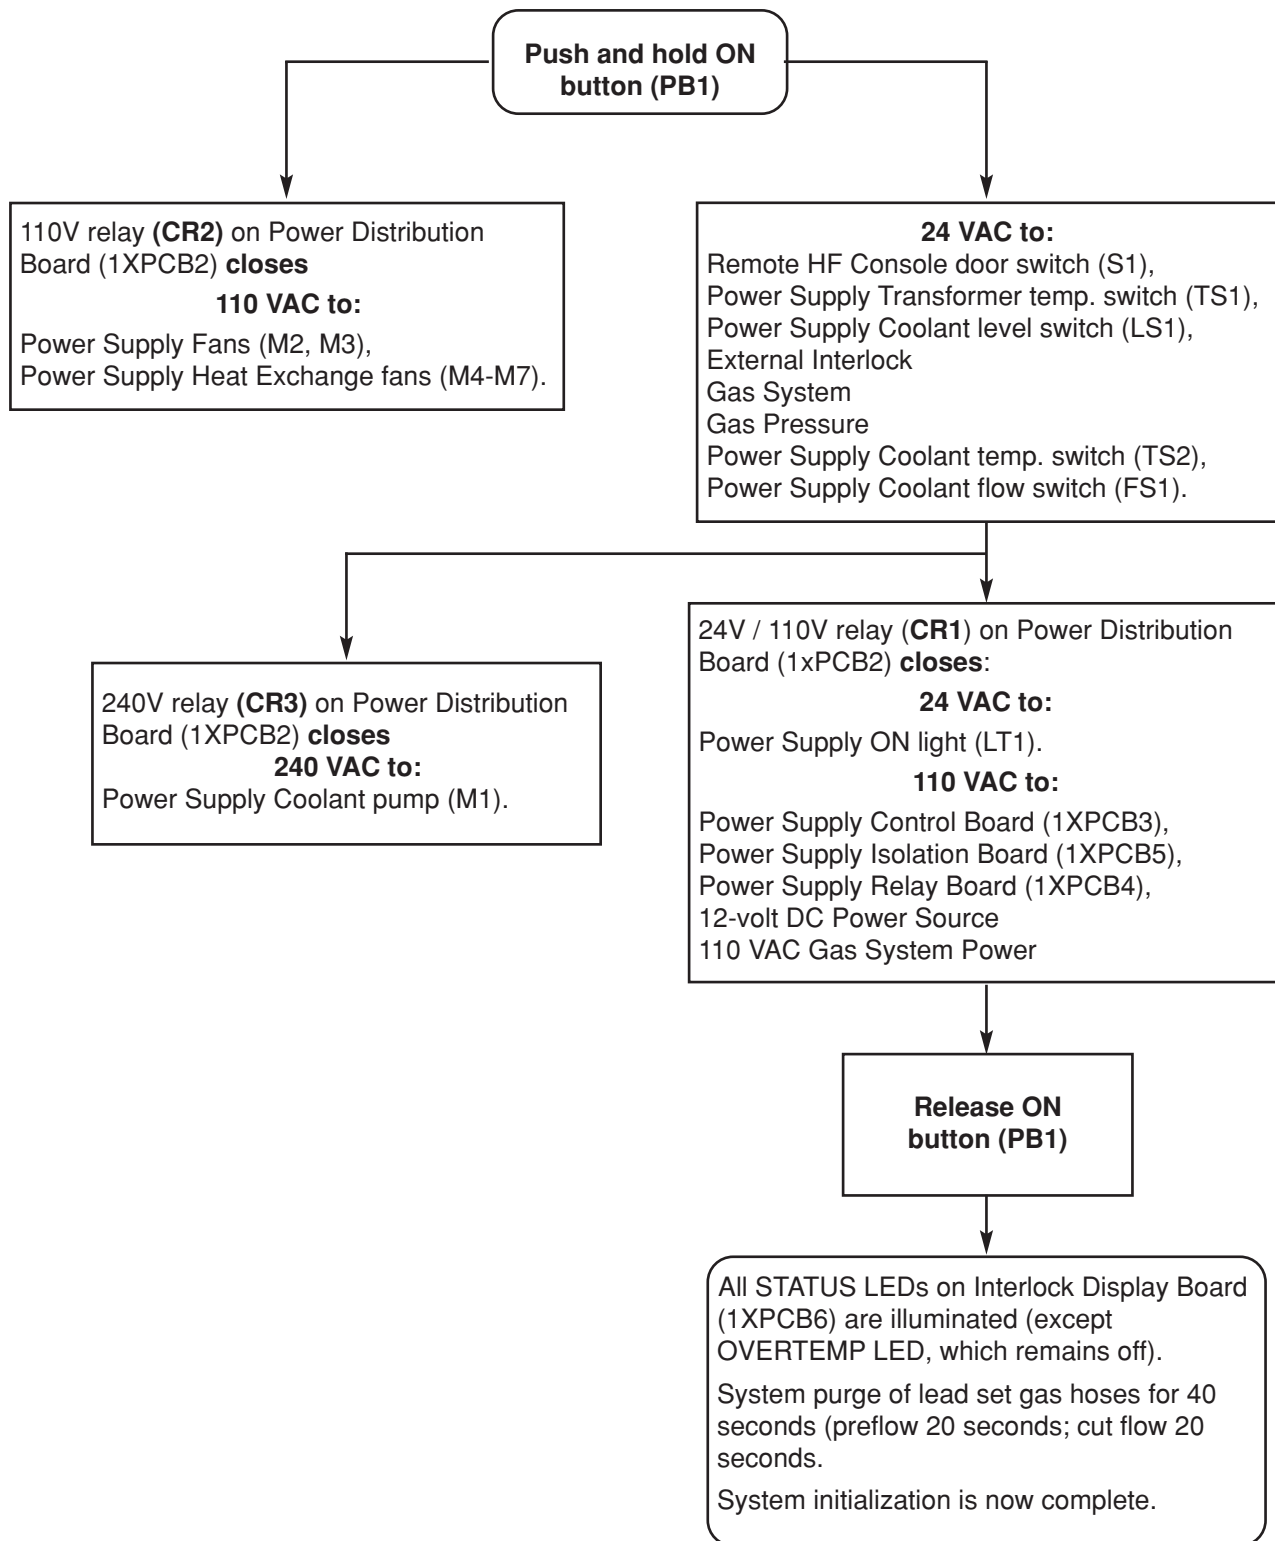 Push and hold ON
button (PB1)
110V relay (CR2) on Power Distribution
Board (1XPCB2) closes
110 VAC to:
Power Supply Fans (M2, M3),
Power Supply Heat Exchange fans (M4-M7).
24 VAC to:
Remote HF Console door switch (S1),
Power Supply Transformer temp. switch (TS1),
Power Supply Coolant level switch (LS1),
External Interlock
Gas System
Gas Pressure
Power Supply Coolant temp. switch (TS2),
Power Supply Coolant flow switch (FS1).
240V relay (CR3) on Power Distribution
Board (1XPCB2) closes
240 VAC to:
Power Supply Coolant pump (M1).
24V / 110V relay (CR1) on Power Distribution
Board (1xPCB2) closes:
24 VAC to:
Power Supply ON light (LT1).
110 VAC to:
Power Supply Control Board (1XPCB3),
Power Supply Isolation Board (1XPCB5),
Power Supply Relay Board (1XPCB4),
12-volt DC Power Source
110 VAC Gas System Power
Release ON
button (PB1)
All STATUS LEDs on Interlock Display Board
(1XPCB6) are illuminated (except
OVERTEMP LED, which remains off).
System purge of lead set gas hoses for 40
seconds (preflow 20 seconds; cut flow 20
seconds.
System initialization is now complete.